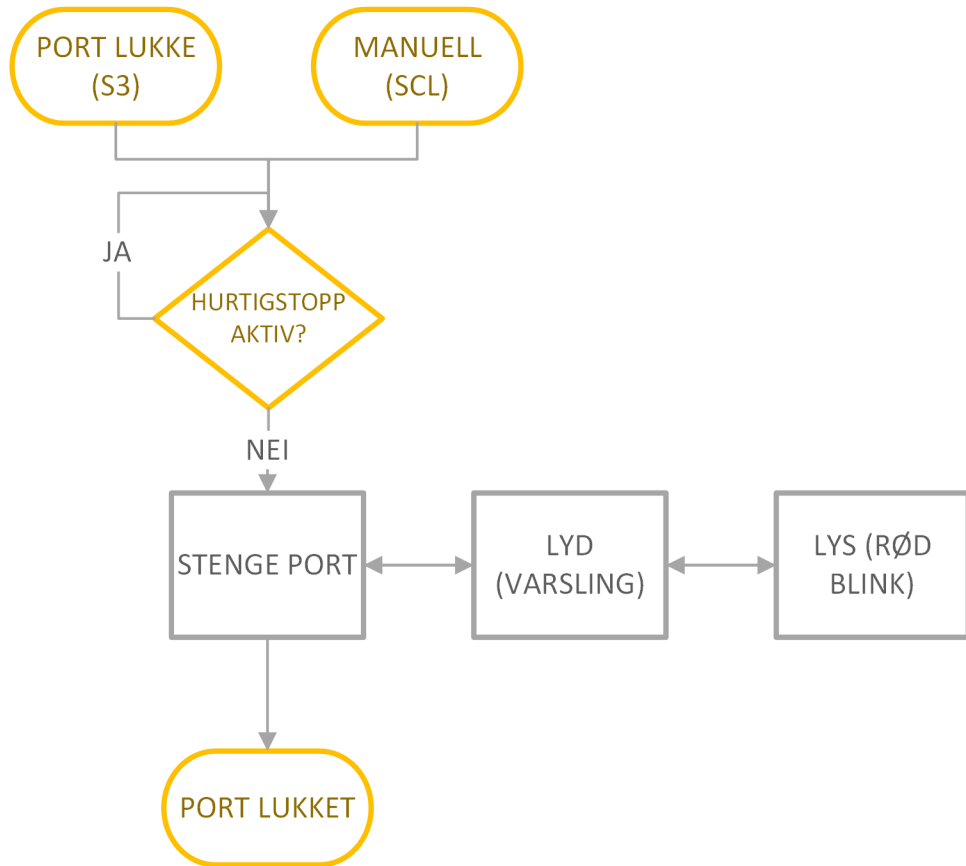 PORT LUKKE
(S3)
MANUELL
(SCL)
JA
HURTIGSTOPP
AKTIV?
NEI
STENGE PORT
LYD
(VARSLING)
LYS (RØD
BLINK)
PORT LUKKET